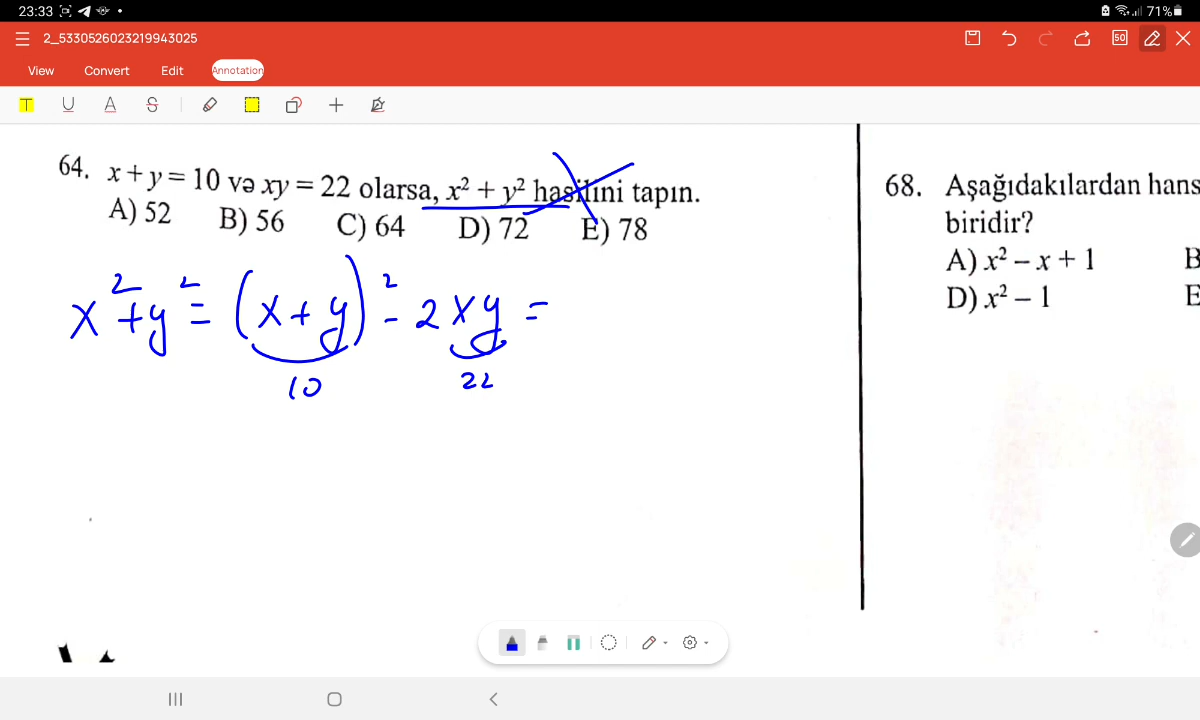 23:33 71%
2_5330526023219943025 50
View Convert Edit Annotation
T U A S
64. x + y = 10 və xy = 22 olarsa, x² + y² hasilini tapın.
A) 52 B) 56 C) 64 D) 72 E) 78
x² + y² = (x + y)² - 2xy =
10 22
68. Aşağıdakılardan hans
biridir?
A) x² – x + 1 B
D) x² – 1 E